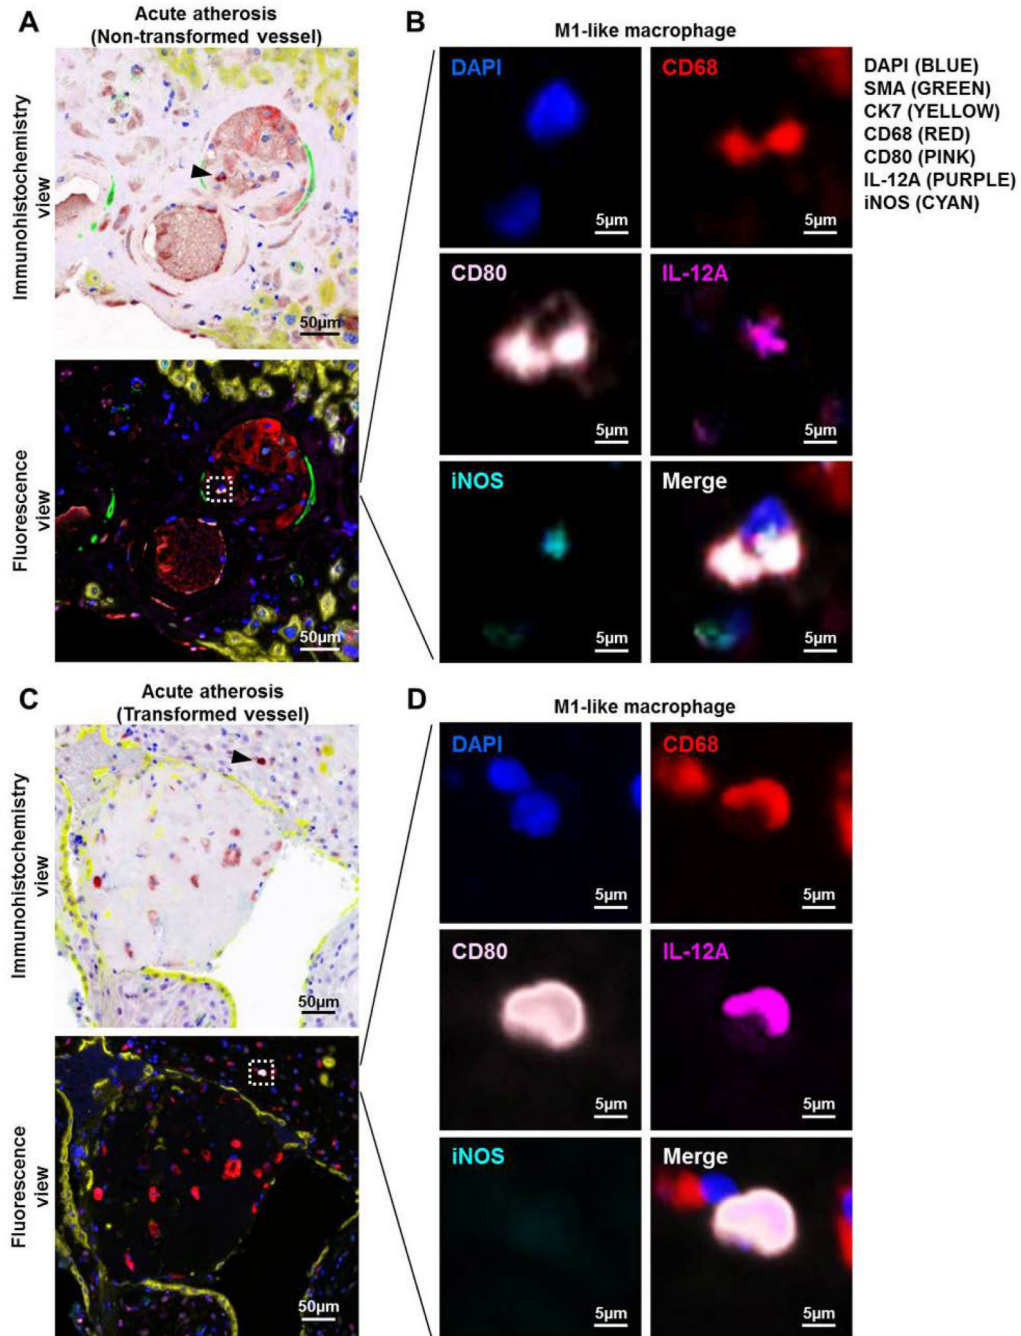 A
Acute atherosis
(Non-transformed vessel)
Immunohistochemistry
view
50µm
Fluorescence
view
50µm
B
M1-like macrophage
DAPI
5µm
CD68
5µm
CD80
5µm
IL-12A
5µm
iNOS
5µm
Merge
5µm
DAPI (BLUE)
SMA (GREEN)
CK7 (YELLOW)
CD68 (RED)
CD80 (PINK)
IL-12A (PURPLE)
iNOS (CYAN)
C
Acute atherosis
(Transformed vessel)
Immunohistochemistry
view
50µm
Fluorescence
view
50µm
D
M1-like macrophage
DAPI
5µm
CD68
5µm
CD80
5µm
IL-12A
5µm
iNOS
5µm
Merge
5µm